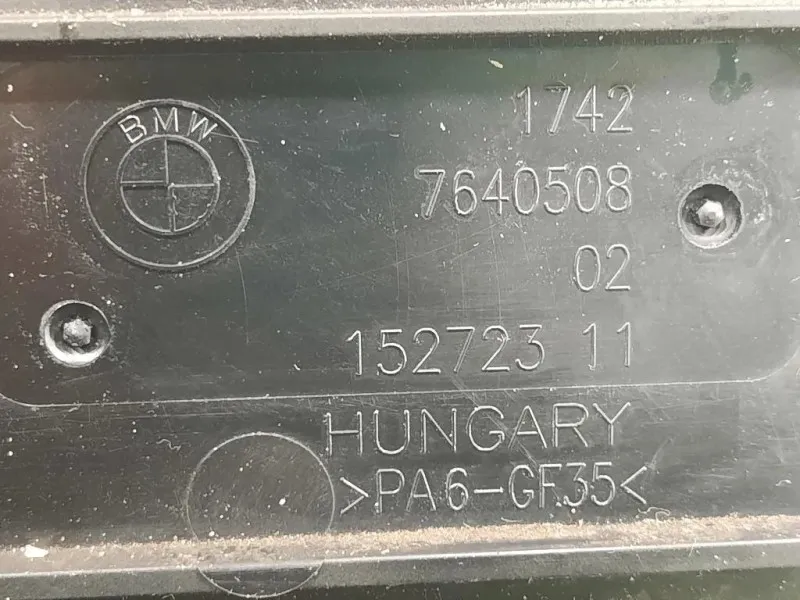 BMW
1742
7640508
02
152723 11
HUNGARY
>PA6-GF35<